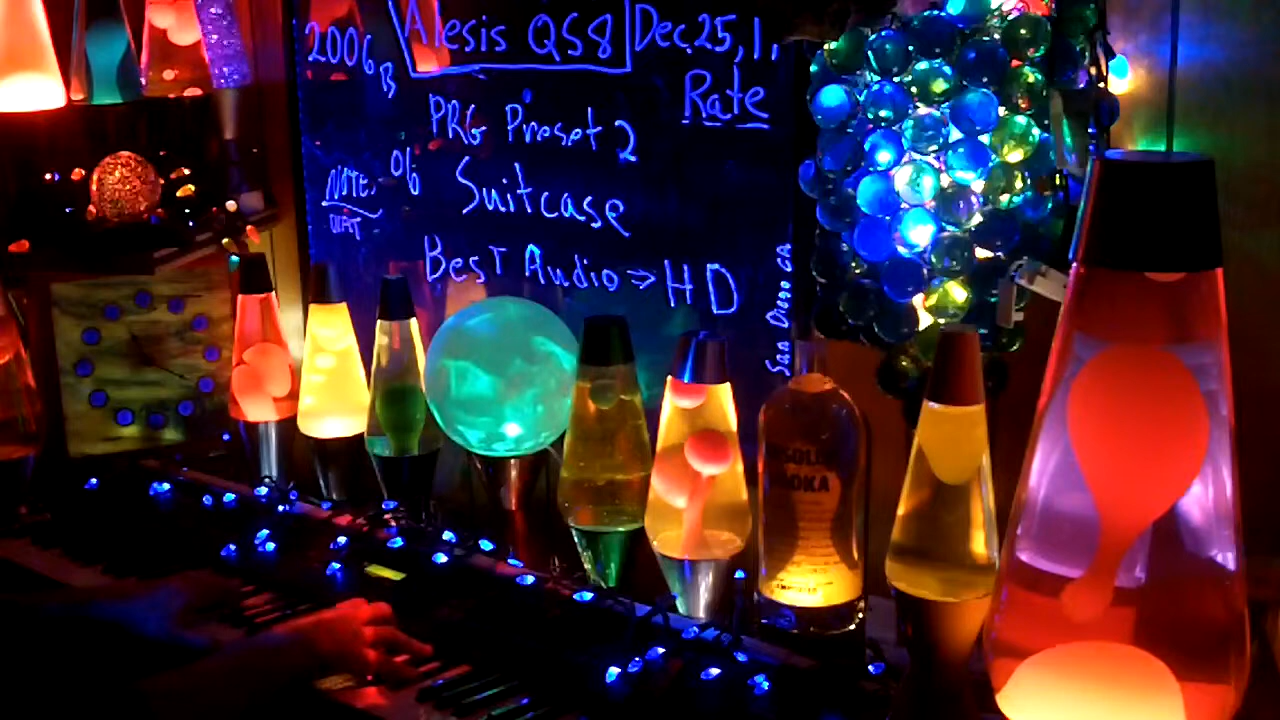 2006 Alesis QS8 Dec 25, 1,
B
Rate
PRG Preset 2
06
NOTE,
Suitcase
Best Audio → HD
San Diego CA
ABSOLUT
VODKA